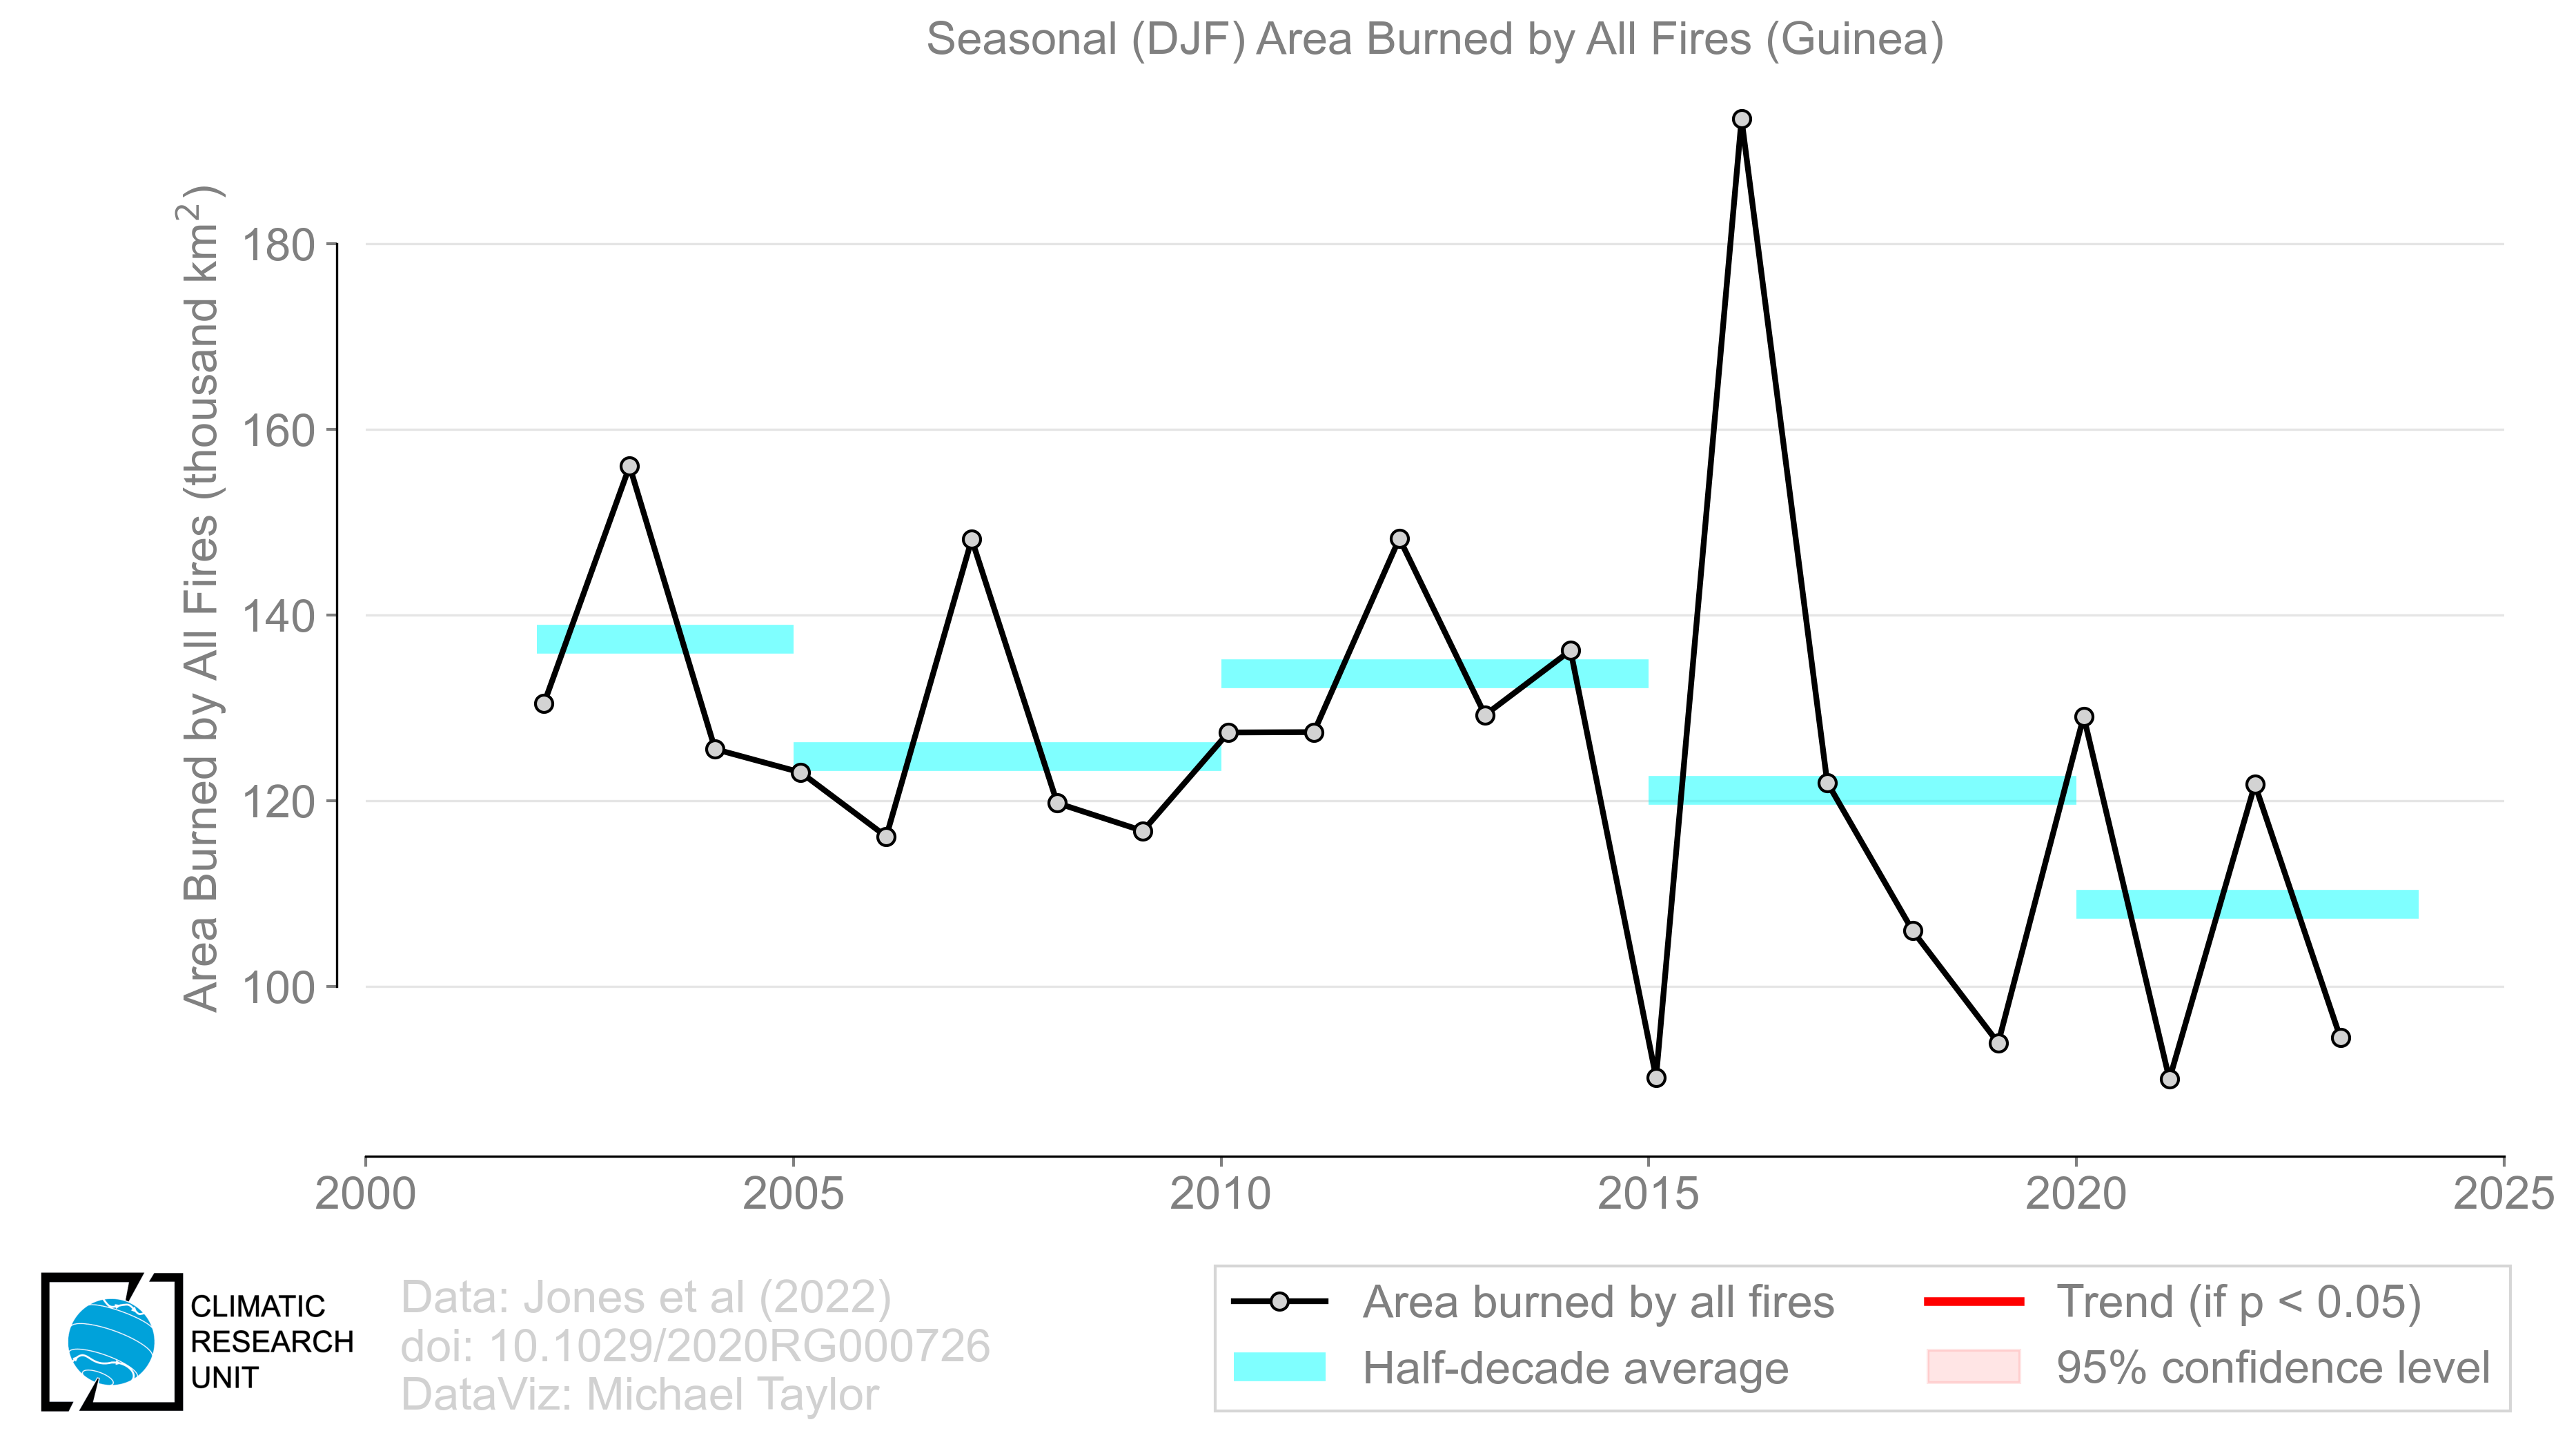 Seasonal (DJF) Area Burned by All Fires (Guinea)
Area Burned by All Fires (thousand km²)
180
160
140
120
100
2000 2005 2010 2015 2020 2025
CLIMATIC
RESEARCH
UNIT
Data: Jones et al (2022)
doi: 10.1029/2020RG000726
DataViz: Michael Taylor
Area burned by all fires
Half-decade average
Trend (if p < 0.05)
95% confidence level